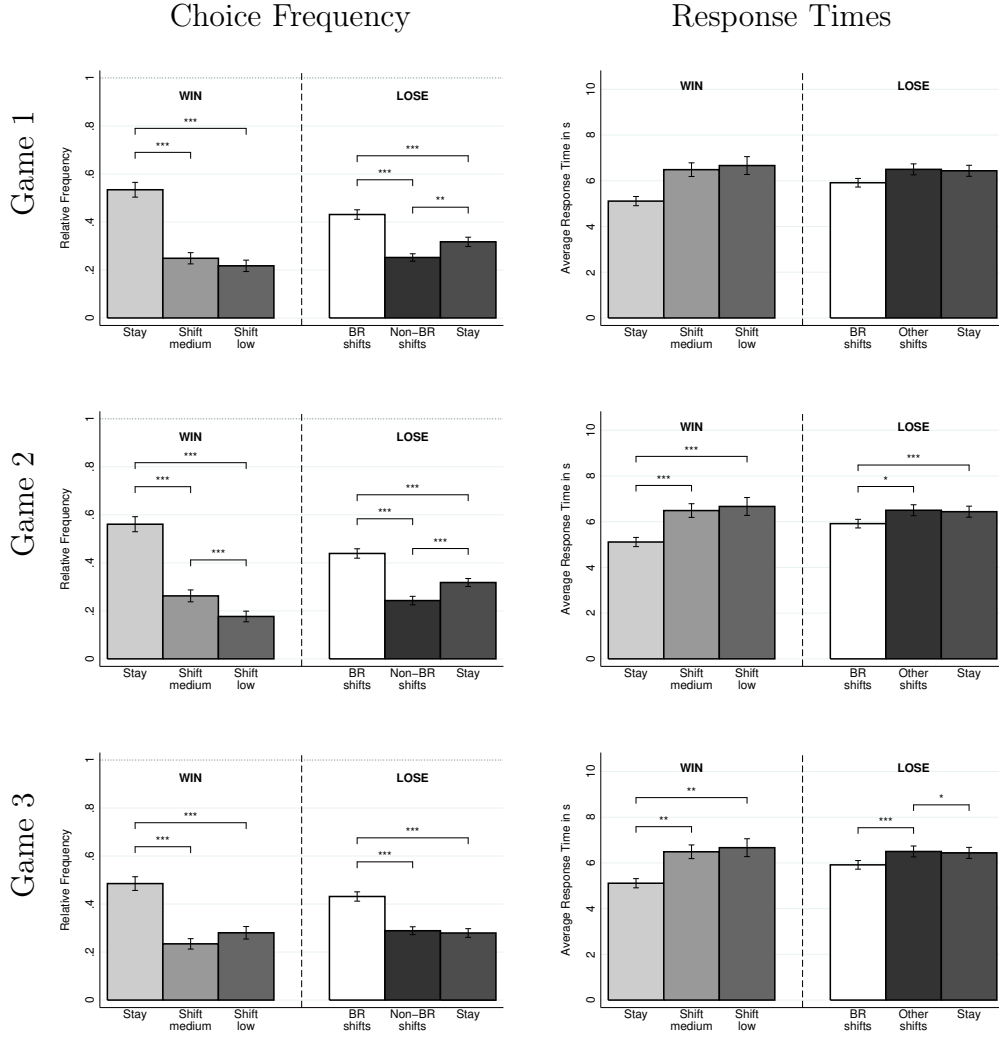 Choice Frequency Response Times
Game 1
Relative Frequency
0 .2 .4 .6 .8 1
WIN LOSE
*** *** *** *** **
Stay Shift medium Shift low BR shifts Non-BR shifts Stay
Average Response Time in s
0 2 4 6 8 10
WIN LOSE
Stay Shift medium Shift low BR shifts Other shifts Stay
Game 2
Relative Frequency
0 .2 .4 .6 .8 1
WIN LOSE
*** *** *** *** *** ***
Stay Shift medium Shift low BR shifts Non-BR shifts Stay
Average Response Time in s
0 2 4 6 8 10
WIN LOSE
*** *** *** *
Stay Shift medium Shift low BR shifts Other shifts Stay
Game 3
Relative Frequency
0 .2 .4 .6 .8 1
WIN LOSE
*** *** *** ***
Stay Shift medium Shift low BR shifts Non-BR shifts Stay
Average Response Time in s
0 2 4 6 8 10
WIN LOSE
** ** * ***
Stay Shift medium Shift low BR shifts Other shifts Stay